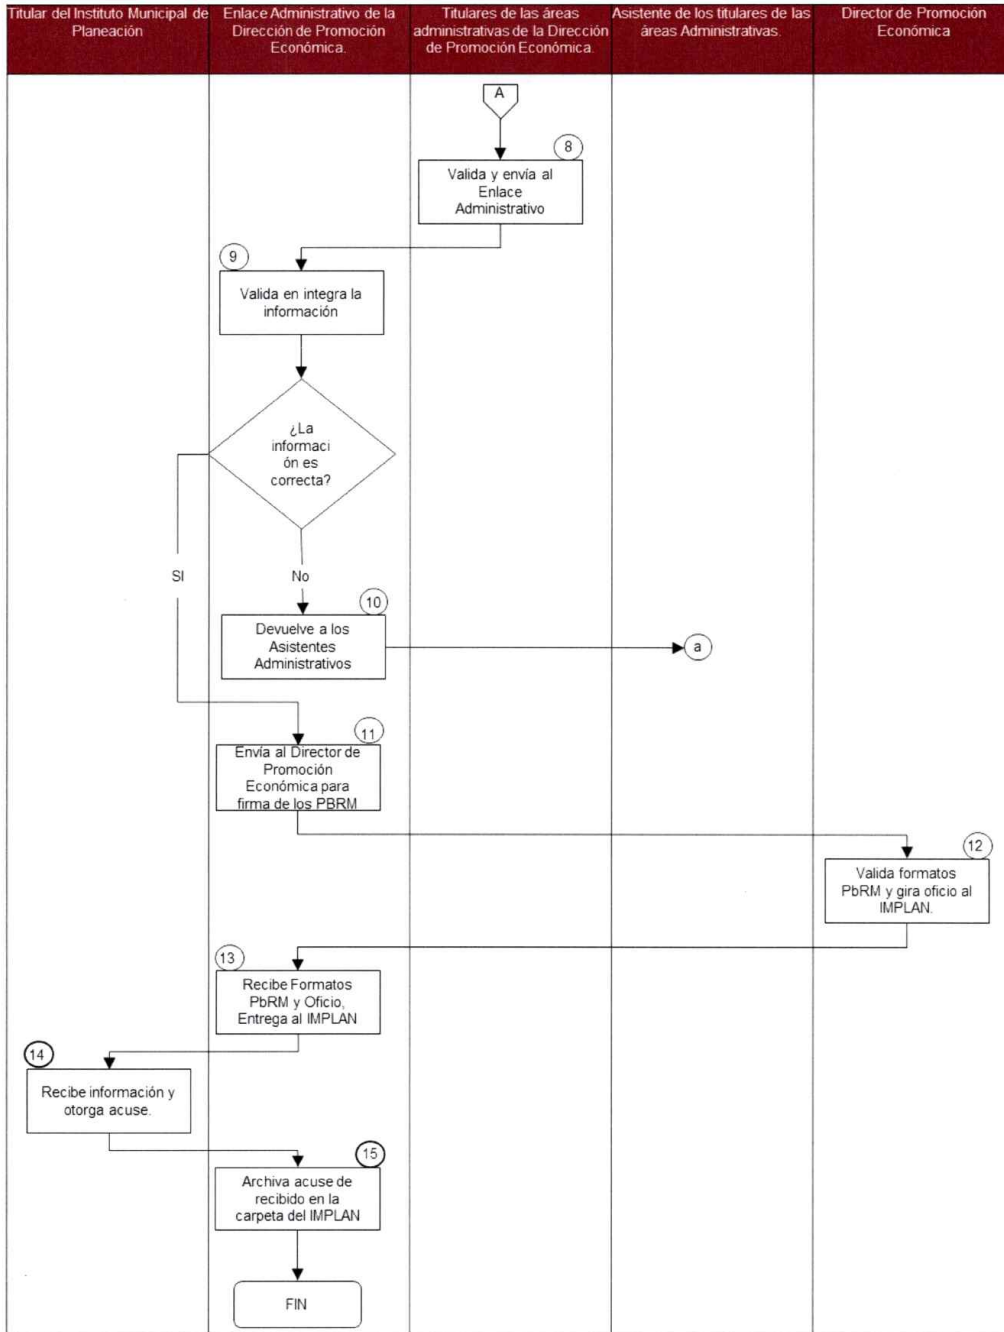 Titular del Instituto Municipal de
Planeación
Enlace Administrativo de la
Dirección de Promoción
Económica.
Titulares de las áreas
administrativas de la Dirección
de Promoción Económica.
Asistente de los titulares de las
áreas Administrativas.
Director de Promoción
Económica
A
8
Valida y envía al
Enlace
Administrativo
9
Valida en integra la
información
¿La
informaci
ón es
correcta?
SI
No
10
Devuelve a los
Asistentes
Administrativos
a
11
Envía al Director de
Promoción
Económica para
firma de los PBRM
12
Valida formatos
PbRM y gira oficio al
IMPLAN.
13
Recibe Formatos
PbRM y Oficio,
Entrega al IMPLAN
14
Recibe información y
otorga acuse.
15
Archiva acuse de
recibido en la
carpeta del IMPLAN
FIN